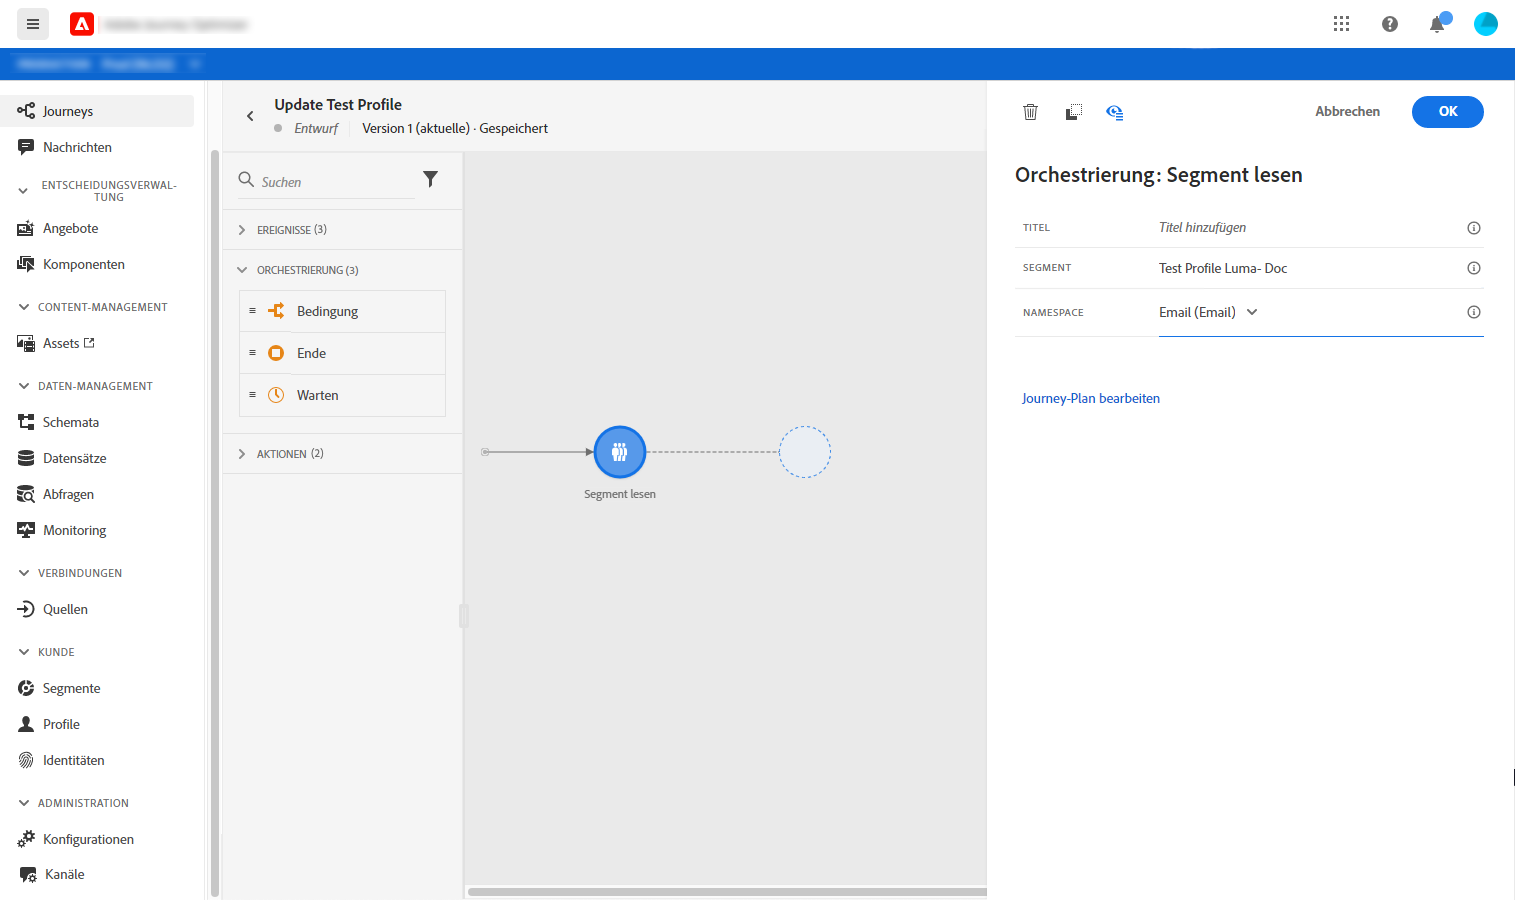 Update Test Profile
Entwurf
Version 1 (aktuelle) · Gespeichert
Abbrechen
OK
Journeys
Nachrichten
ENTSCHEIDUNGSVERWAL-
TUNG
Angebote
Komponenten
CONTENT-MANAGEMENT
Assets
DATEN-MANAGEMENT
Schemata
Datensätze
Abfragen
Monitoring
VERBINDUNGEN
Quellen
KUNDE
Segmente
Profile
Identitäten
ADMINISTRATION
Konfigurationen
Kanäle
Suchen
EREIGNISSE (3)
ORCHESTRIERUNG (3)
Bedingung
Ende
Warten
AKTIONEN (2)
Segment lesen
Orchestrierung: Segment lesen
TITEL
Titel hinzufügen
SEGMENT
Test Profile Luma- Doc
NAMESPACE
Email (Email)
Journey-Plan bearbeiten